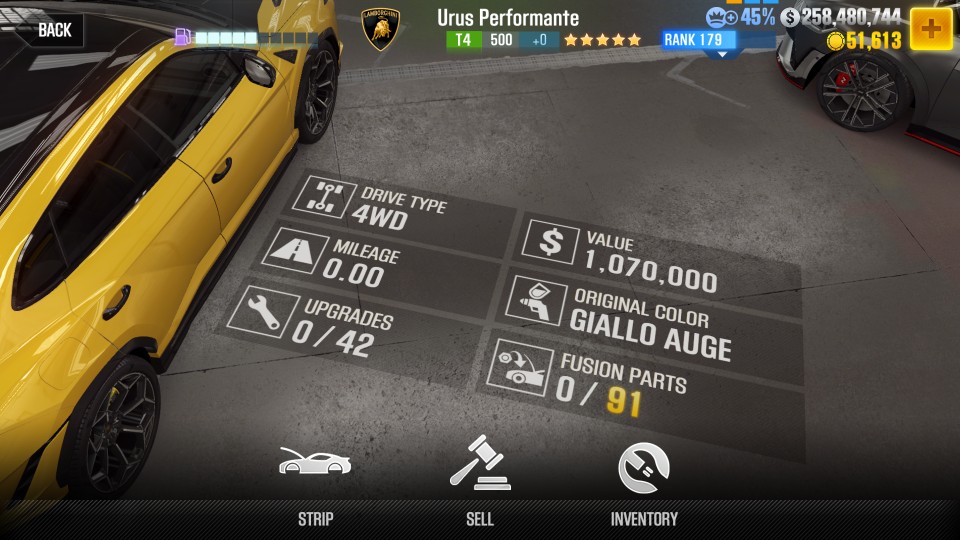 BACK
LAMBORGHINI
Urus Performante
T4 500 +0
RANK 179
45%
$ 258,480,744
51,613
DRIVE TYPE
4WD
MILEAGE
0.00
UPGRADES
0 / 42
$ VALUE
1,070,000
ORIGINAL COLOR
GIALLO AUGE
FUSION PARTS
0 / 91
STRIP
SELL
INVENTORY